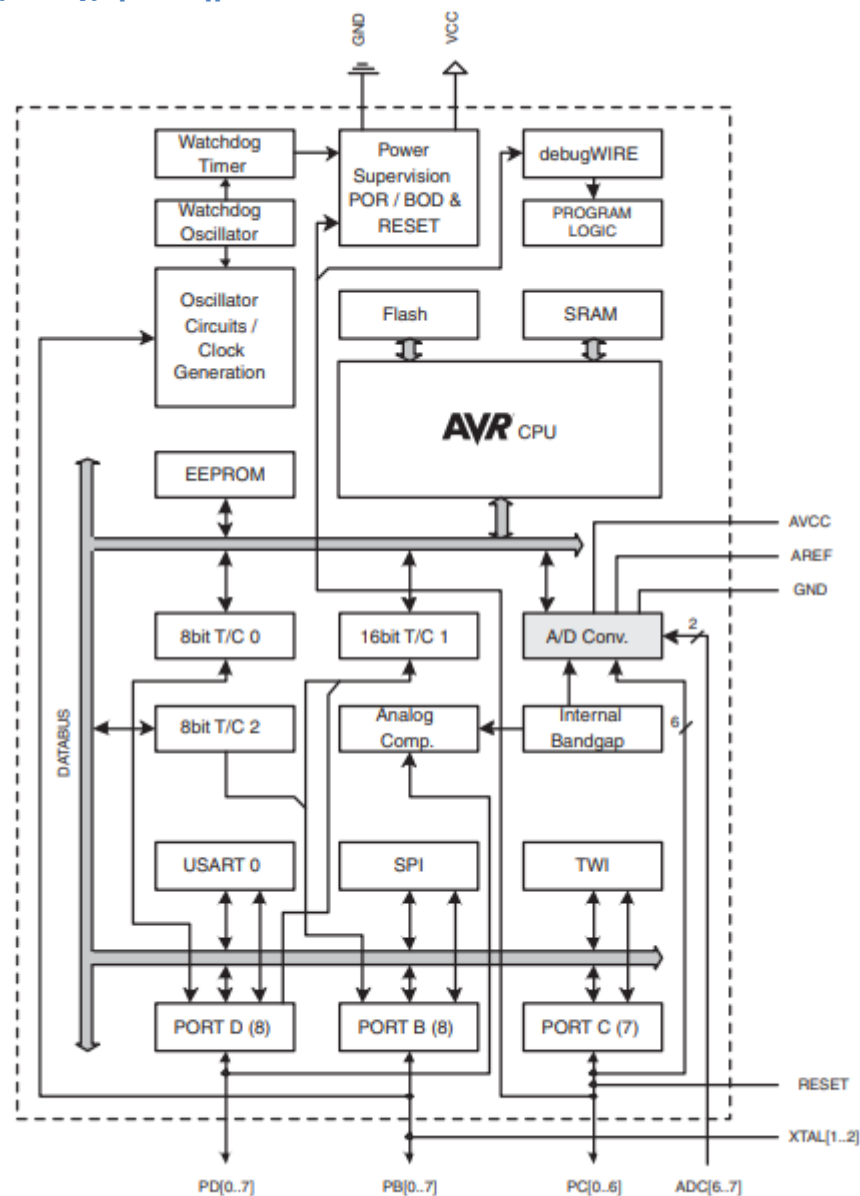 GND
VCC
Watchdog
Timer
Power
Supervision
POR / BOD &
RESET
debugWIRE
Watchdog
Oscillator
PROGRAM
LOGIC
Oscillator
Circuits /
Clock
Generation
Flash
SRAM
AVR CPU
EEPROM
AVCC
AREF
GND
2
8bit T/C 0
16bit T/C 1
A/D Conv.
DATABUS
8bit T/C 2
Analog
Comp.
Internal
Bandgap
6
USART 0
SPI
TWI
PORT D (8)
PORT B (8)
PORT C (7)
RESET
XTAL[1..2]
PD[0..7]
PB[0..7]
PC[0..6]
ADC[6..7]